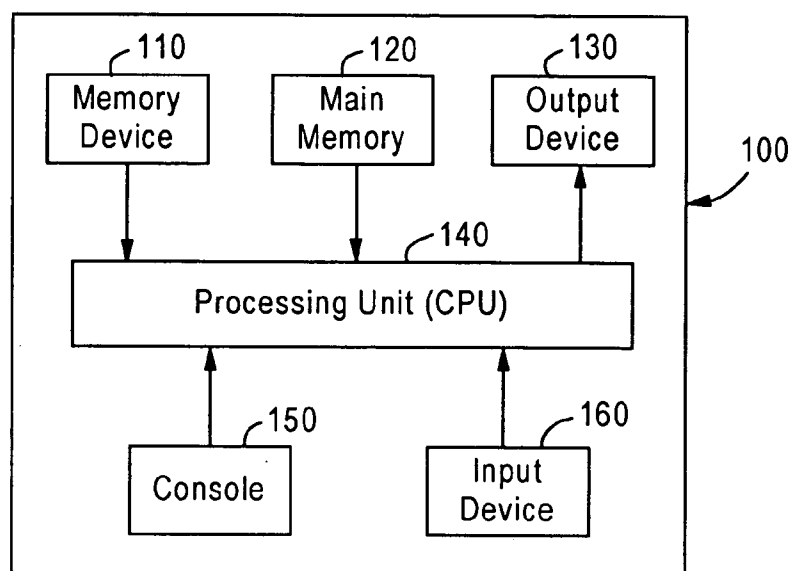 110
120
130
Memory
Device
Main
Memory
Output
Device
100
140
Processing Unit (CPU)
150
160
Console
Input
Device